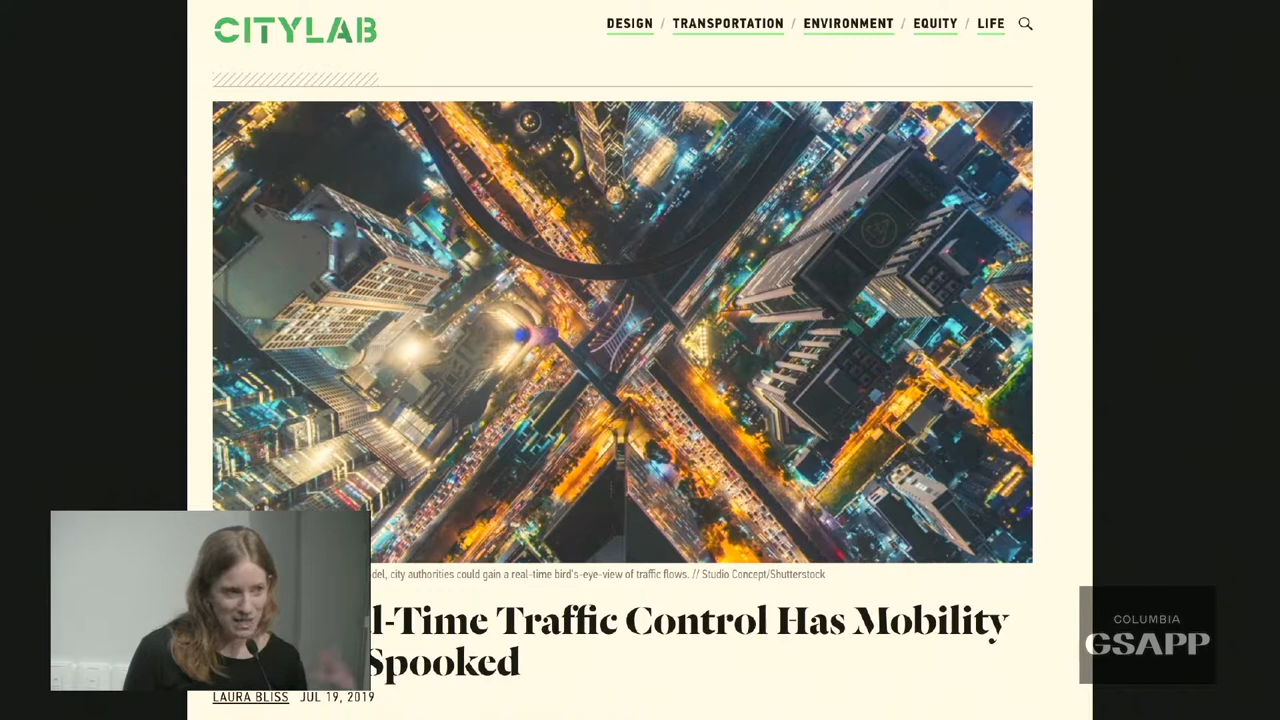 CITYLAB
DESIGN / TRANSPORTATION / ENVIRONMENT / EQUITY / LIFE
del, city authorities could gain a real-time bird's-eye-view of traffic flows. // Studio Concept/Shutterstock
l-Time Traffic Control Has Mobility
Spooked
LAURA BLISS JUL 19, 2019
COLUMBIA
GSAPP